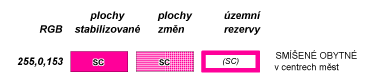 RGB plochy stabilizované plochy změn územní rezervy
255,0,153 SC SC (SC) SMÍŠENÉ OBYTNÉ
v centrech měst